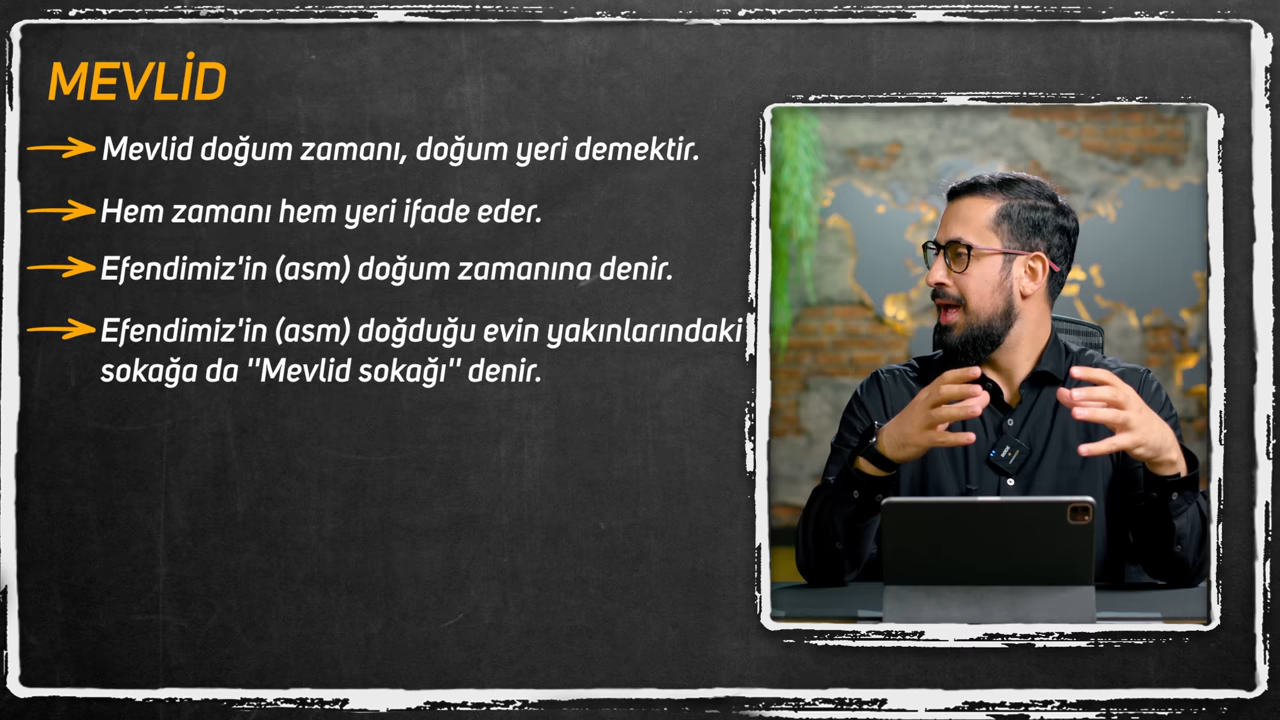 MEVLİD
Mevlid doğum zamanı, doğum yeri demektir.
Hem zamanı hem yeri ifade eder.
Efendimiz'in (asm) doğum zamanına denir.
Efendimiz'in (asm) doğduğu evin yakınlarındaki
sokağa da "Mevlid sokağı" denir.